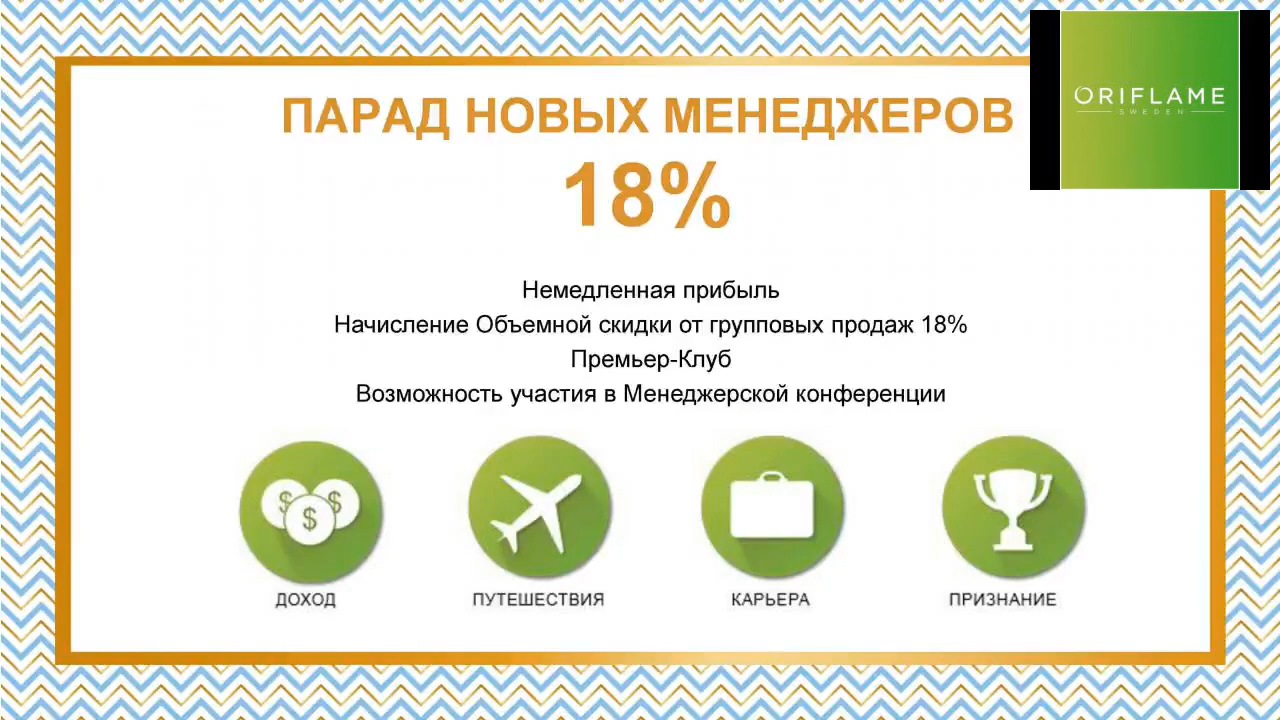 ПАРАД НОВЫХ МЕНЕДЖЕРОВ
18%
ORIFLAME
SWEDEN
Немедленная прибыль
Начисление Объемной скидки от групповых продаж 18%
Премьер-Клуб
Возможность участия в Менеджерской конференции
$ $ $
ДОХОД
ПУТЕШЕСТВИЯ
КАРЬЕРА
ПРИЗНАНИЕ